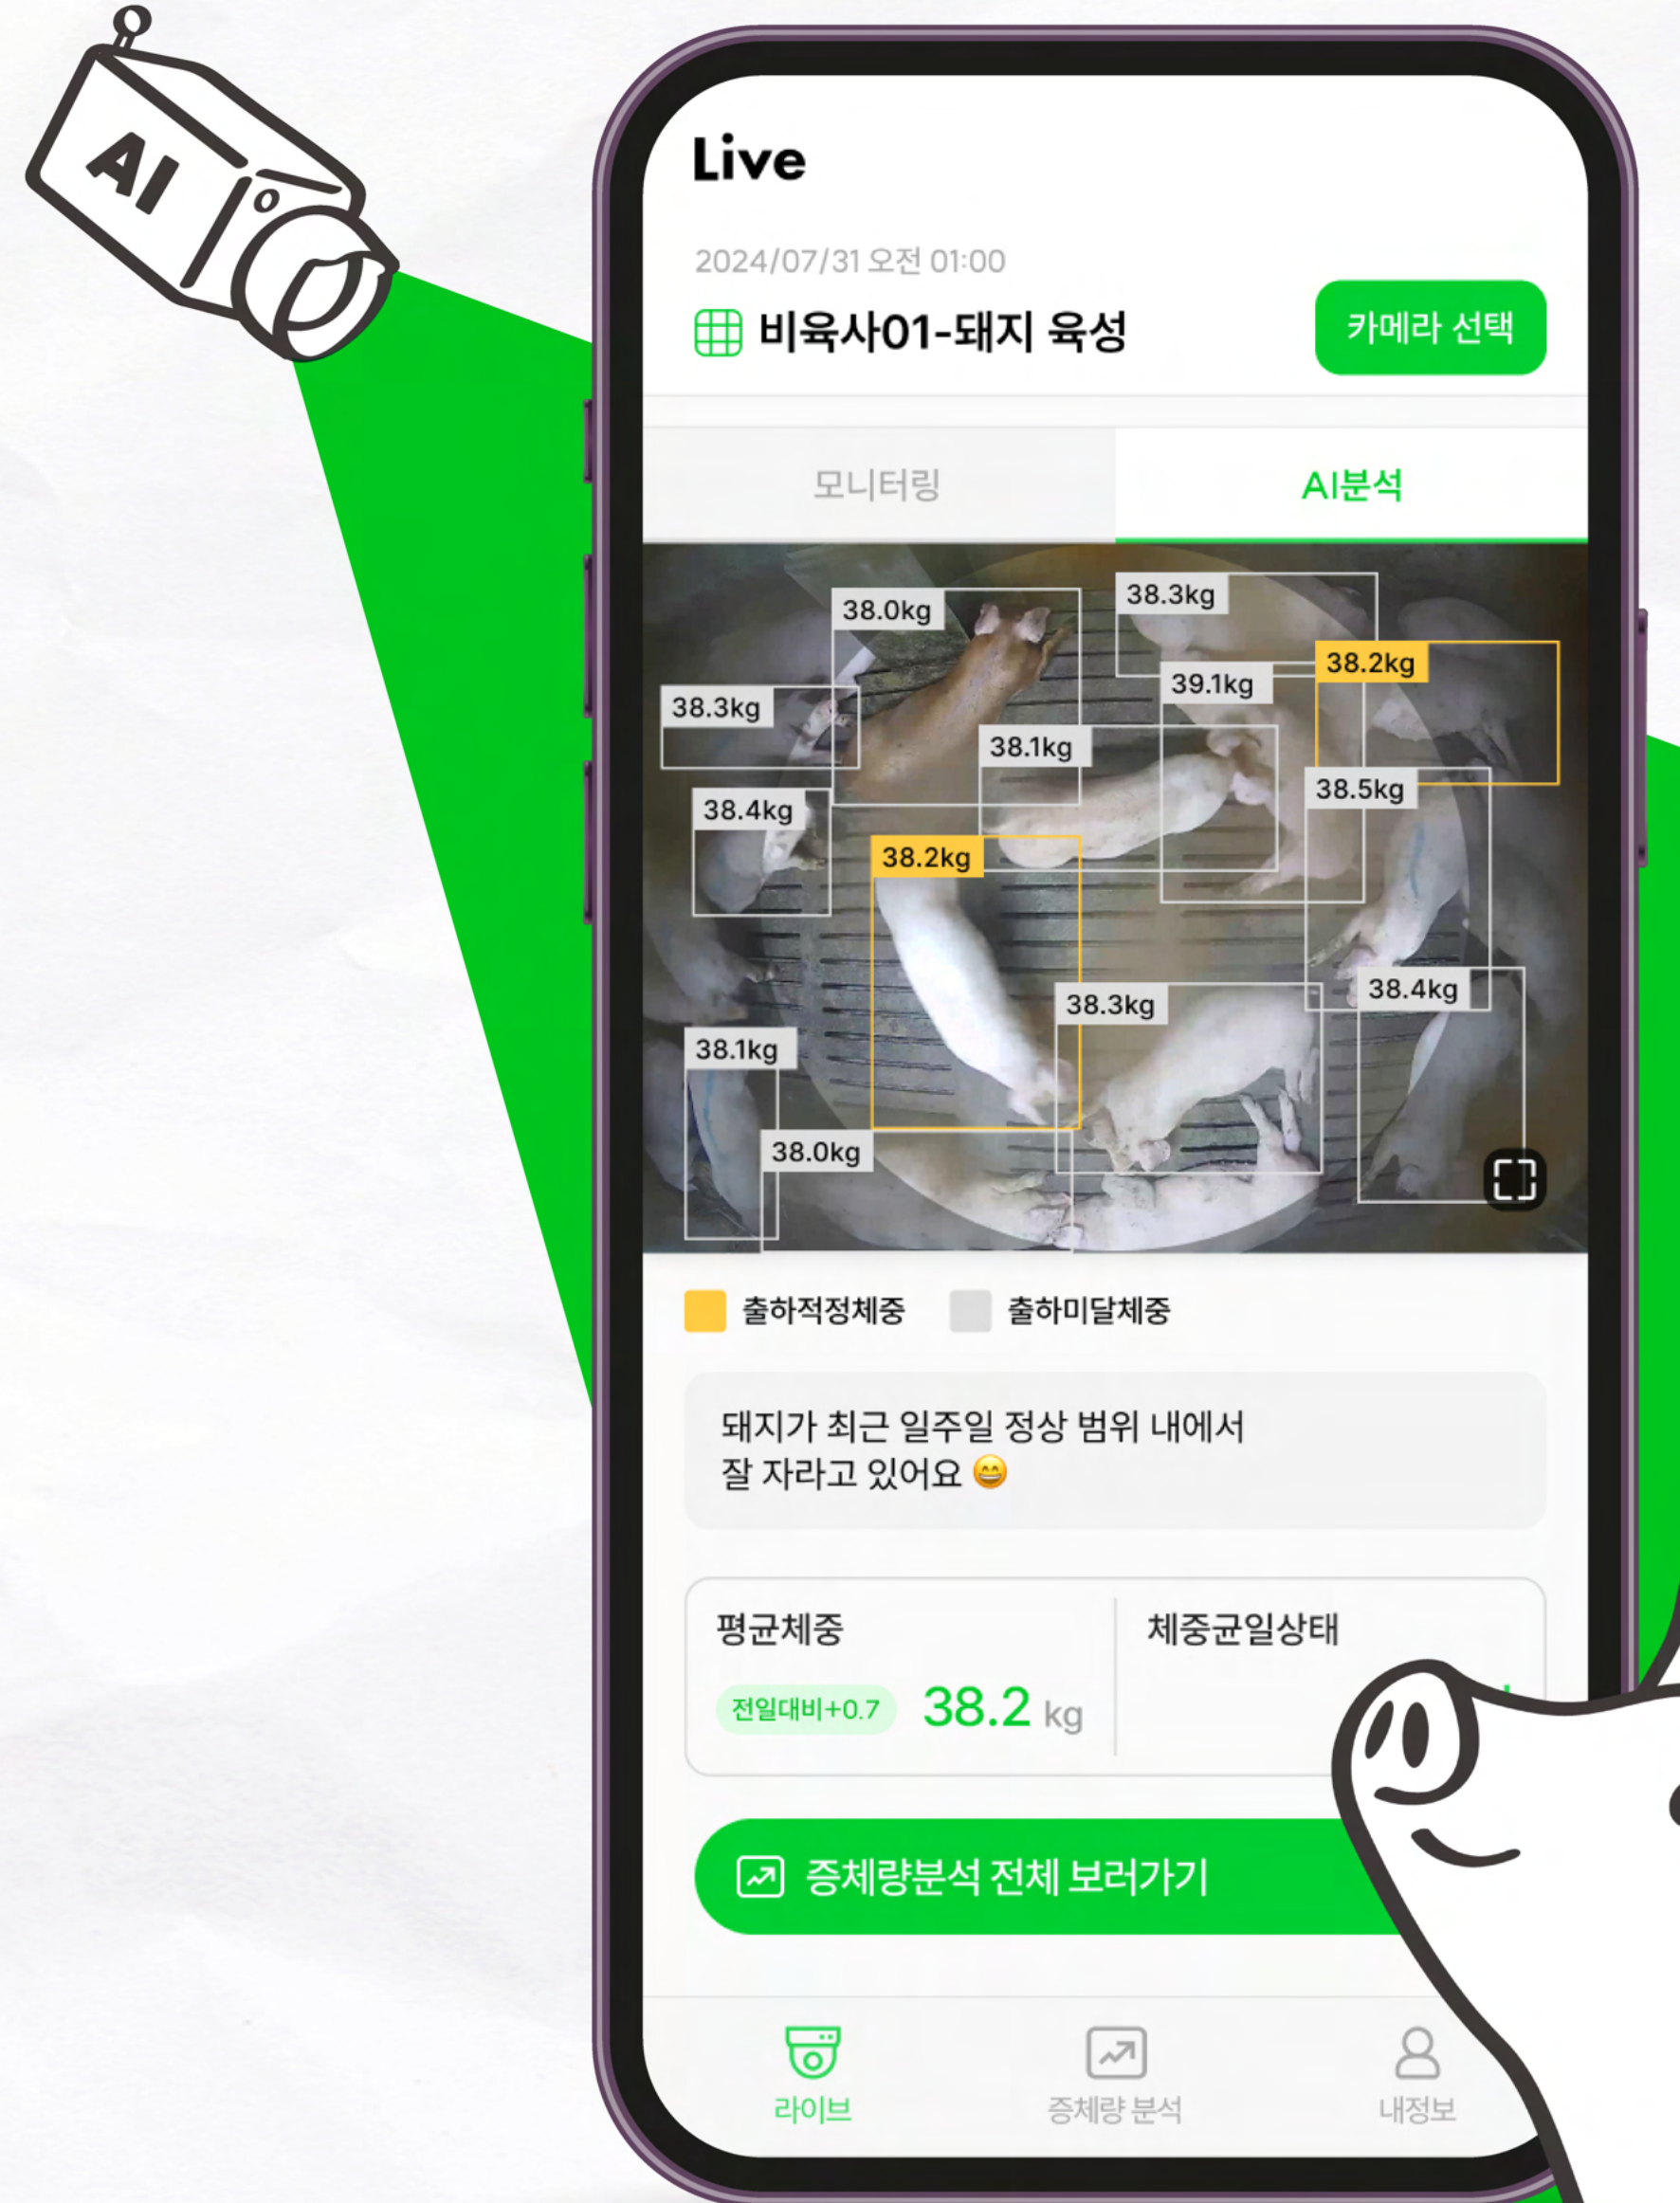 AI
Live
2024/07/31 오전 01:00
비육사01-돼지 육성
카메라 선택
모니터링
AI분석
38.0kg
38.3kg
38.2kg
39.1kg
38.3kg
38.1kg
38.5kg
38.4kg
38.2kg
38.4kg
38.3kg
38.1kg
38.0kg
출하적정체중
출하미달체중
돼지가 최근 일주일 정상 범위 내에서
잘 자라고 있어요 😄
평균체중
체중균일상태
전일대비+0.7 38.2 kg
증체량분석 전체 보러가기
라이브
증체량 분석
내정보